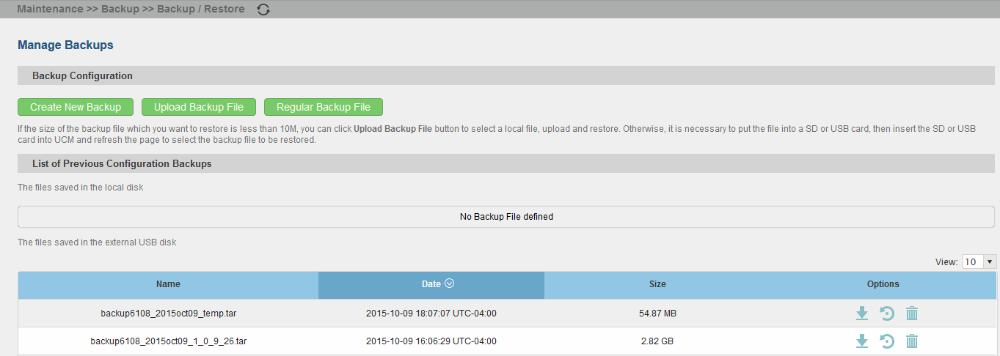 Maintenance >> Backup >> Backup / Restore
Manage Backups
Backup Configuration
Create New Backup Upload Backup File Regular Backup File
If the size of the backup file which you want to restore is less than 10M, you can click Upload Backup File button to select a local file, upload and restore. Otherwise, it is necessary to put the file into a SD or USB card, then insert the SD or USB
card into UCM and refresh the page to select the backup file to be restored.
List of Previous Configuration Backups
The files saved in the local disk
No Backup File defined
The files saved in the external USB disk
View: 10
Name Date Size Options
backup6108_2015oct09_temp.tar 2015-10-09 18:07:07 UTC-04:00 54.87 MB
backup6108_2015oct09_1_0_9_26.tar 2015-10-09 16:06:29 UTC-04:00 2.82 GB